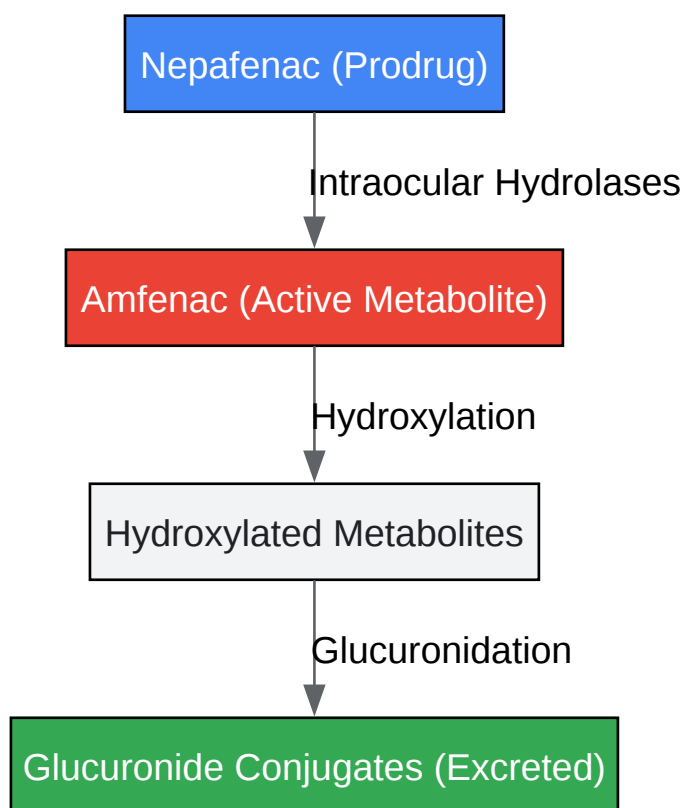 Nepafenac (Prodrug)
Intraocular Hydrolases
Amfenac (Active Metabolite)
Hydroxylation
Hydroxylated Metabolites
Glucuronidation
Glucuronide Conjugates (Excreted)